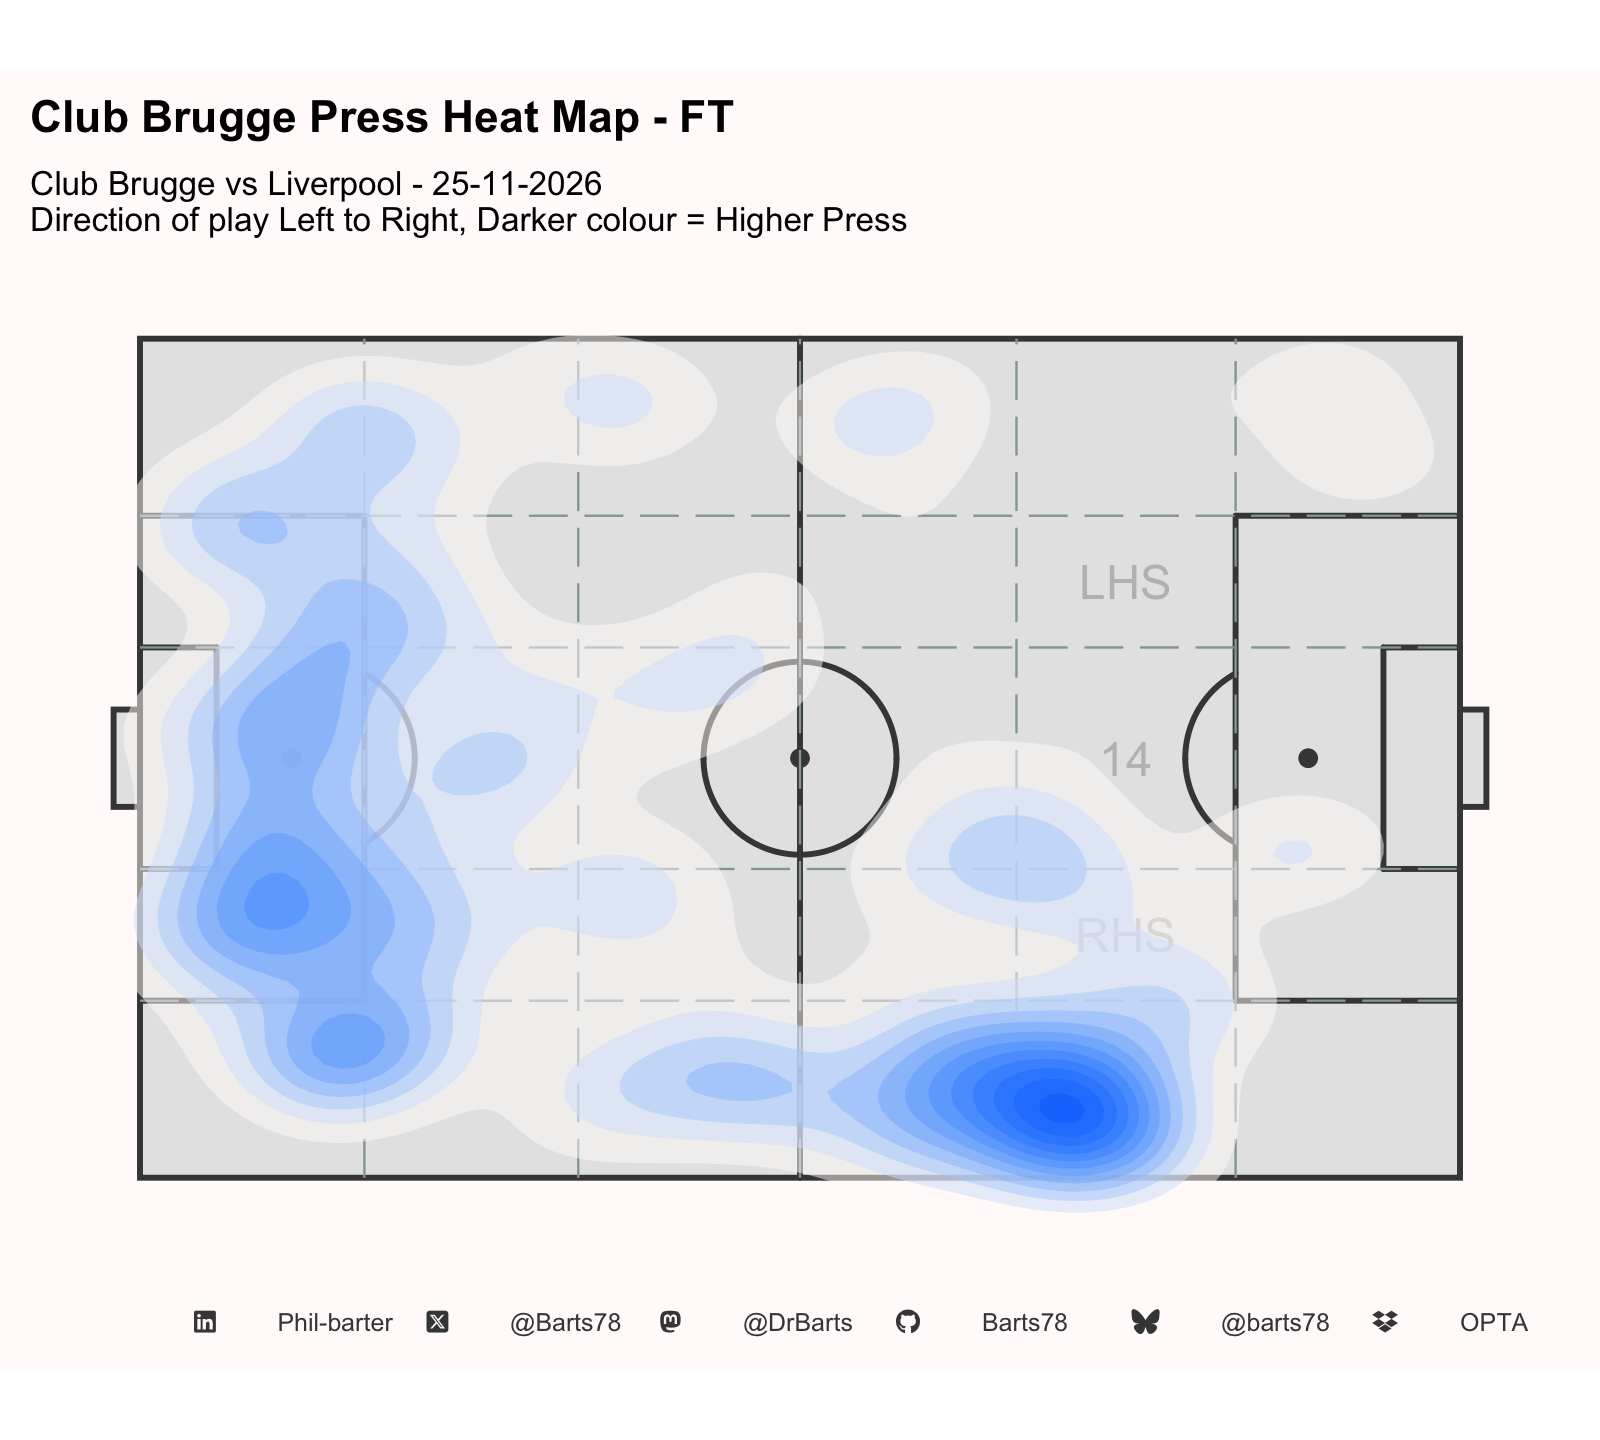 Club Brugge Press Heat Map - FT
Club Brugge vs Liverpool - 25-11-2026
Direction of play Left to Right, Darker colour = Higher Press
LHS
14
RHS
Phil-barter @Barts78 @DrBarts Barts78 @barts78 OPTA